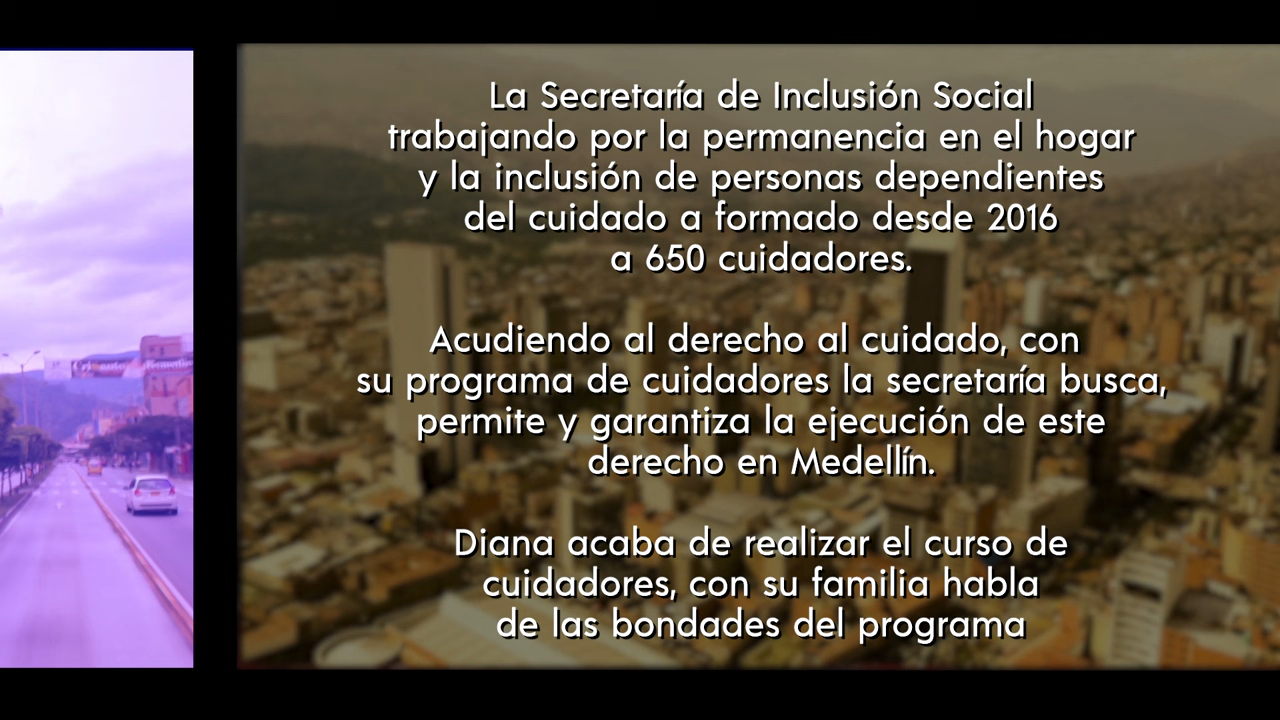 La Secretaría de Inclusión Social
trabajando por la permanencia en el hogar
y la inclusión de personas dependientes
del cuidado a formado desde 2016
a 650 cuidadores.
Acudiendo al derecho al cuidado, con
su programa de cuidadores la secretaría busca,
permite y garantiza la ejecución de este
derecho en Medellín.
Diana acaba de realizar el curso de
cuidadores, con su familia habla
de las bondades del programa